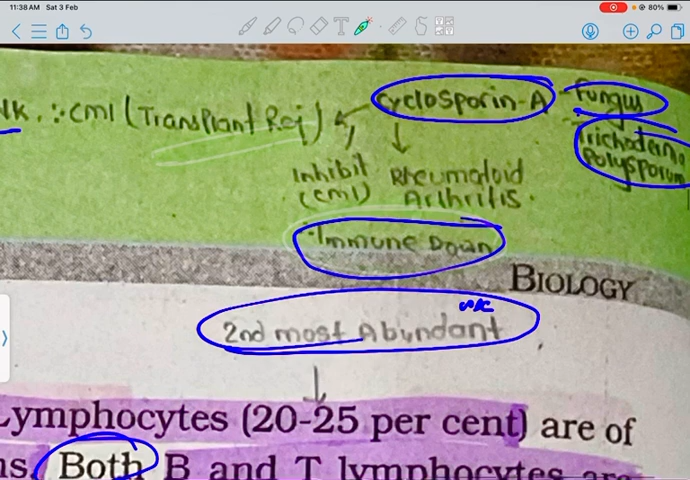 11:38 AM Sat 3 Feb
80%
T
Cyclosporin-A Fungus
∴ CMI (Transplant Rej)
Trichoderma
Polysporum
Inhibit Rheumatoid
(CMI) Arthritis.
Immune Down
BIOLOGY
2nd most Abundant
Lymphocytes (20-25 per cent) are of
ns. Both B and T lymphocytes are